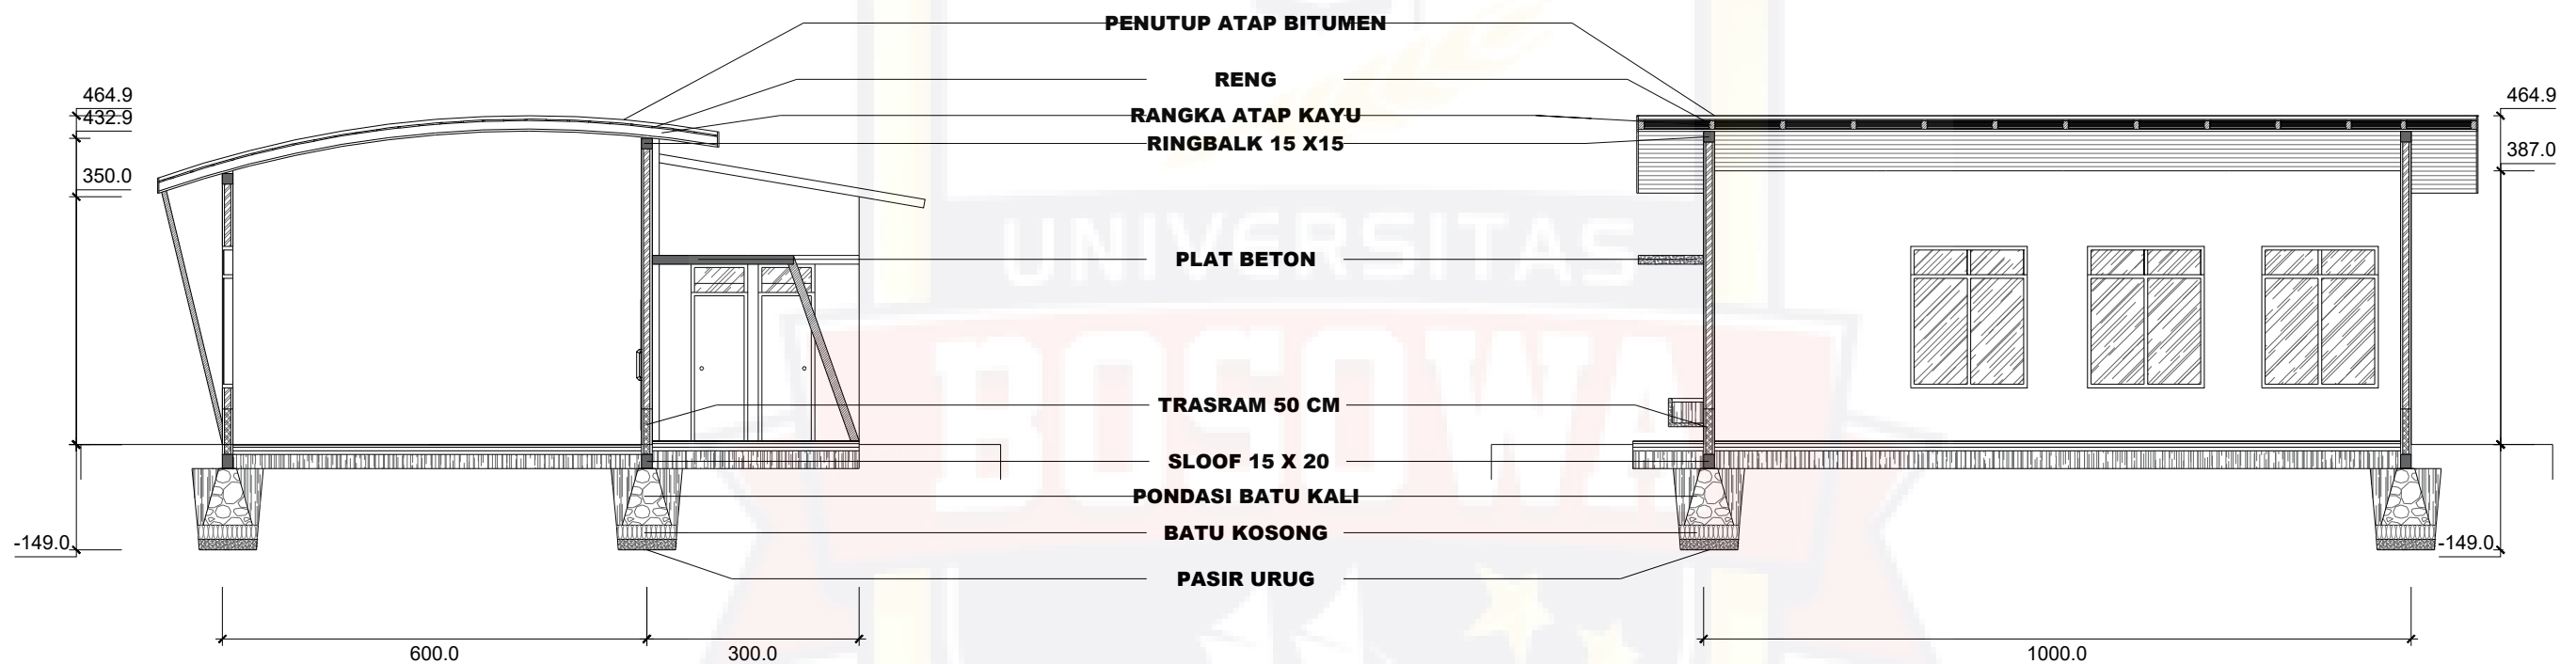 PENUTUP ATAP BITUMEN
RENG
464.9
464.9
RANGKA ATAP KAYU
432.9
RINGBALK 15 X15
387.0
350.0
UNIVERSITAS
PLAT BETON
BOSOWA
TRASRAM 50 CM
SLOOF 15 X 20
PONDASI BATU KALI
BATU KOSONG
-149.0
-149.0
PASIR URUG
600.0
300.0
1000.0